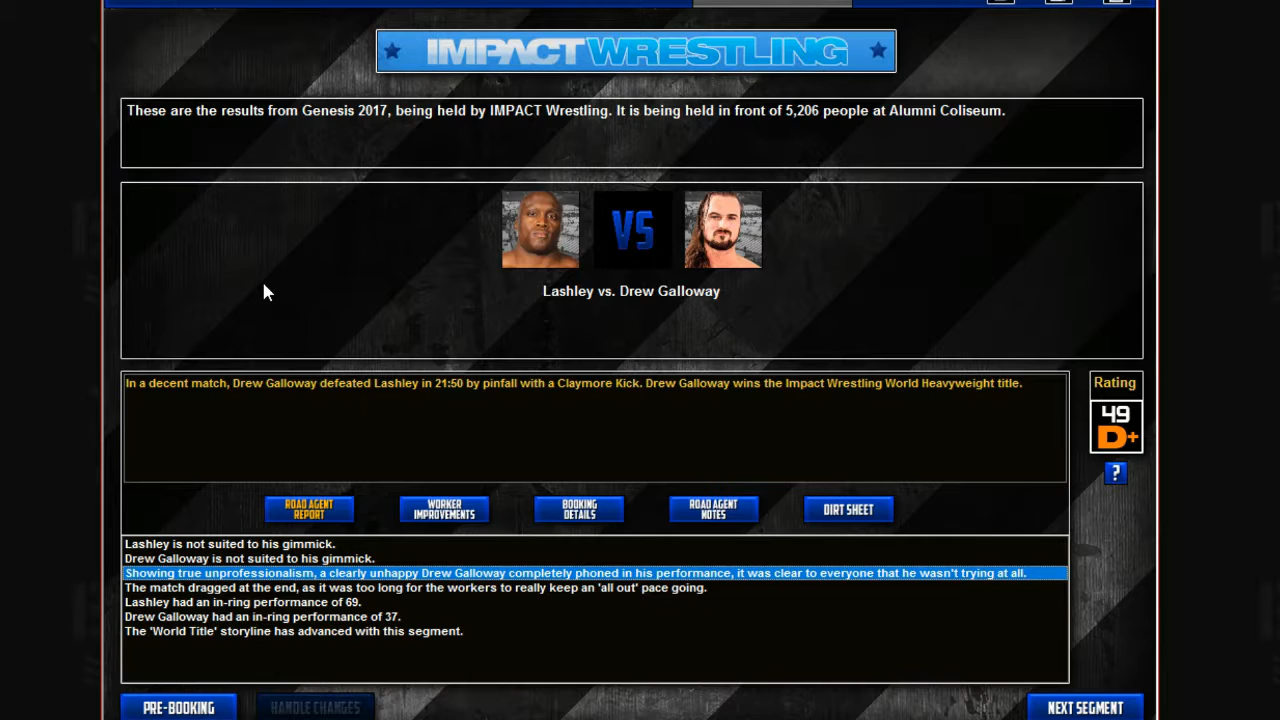 IMPACT WRESTLING
These are the results from Genesis 2017, being held by IMPACT Wrestling. It is being held in front of 5,206 people at Alumni Coliseum.
VS
Lashley vs. Drew Galloway
In a decent match, Drew Galloway defeated Lashley in 21:50 by pinfall with a Claymore Kick. Drew Galloway wins the Impact Wrestling World Heavyweight title.
Rating
49
D+
?
ROAD AGENT
REPORT
WORKER
IMPROVEMENTS
BOOKING
DETAILS
ROAD AGENT
NOTES
DIRT SHEET
Lashley is not suited to his gimmick.
Drew Galloway is not suited to his gimmick.
Showing true unprofessionalism, a clearly unhappy Drew Galloway completely phoned in his performance, it was clear to everyone that he wasn't trying at all.
The match dragged at the end, as it was too long for the workers to really keep an 'all out' pace going.
Lashley had an in-ring performance of 69.
Drew Galloway had an in-ring performance of 37.
The 'World Title' storyline has advanced with this segment.
PRE-BOOKING
HANDLE CHANGES
NEXT SEGMENT